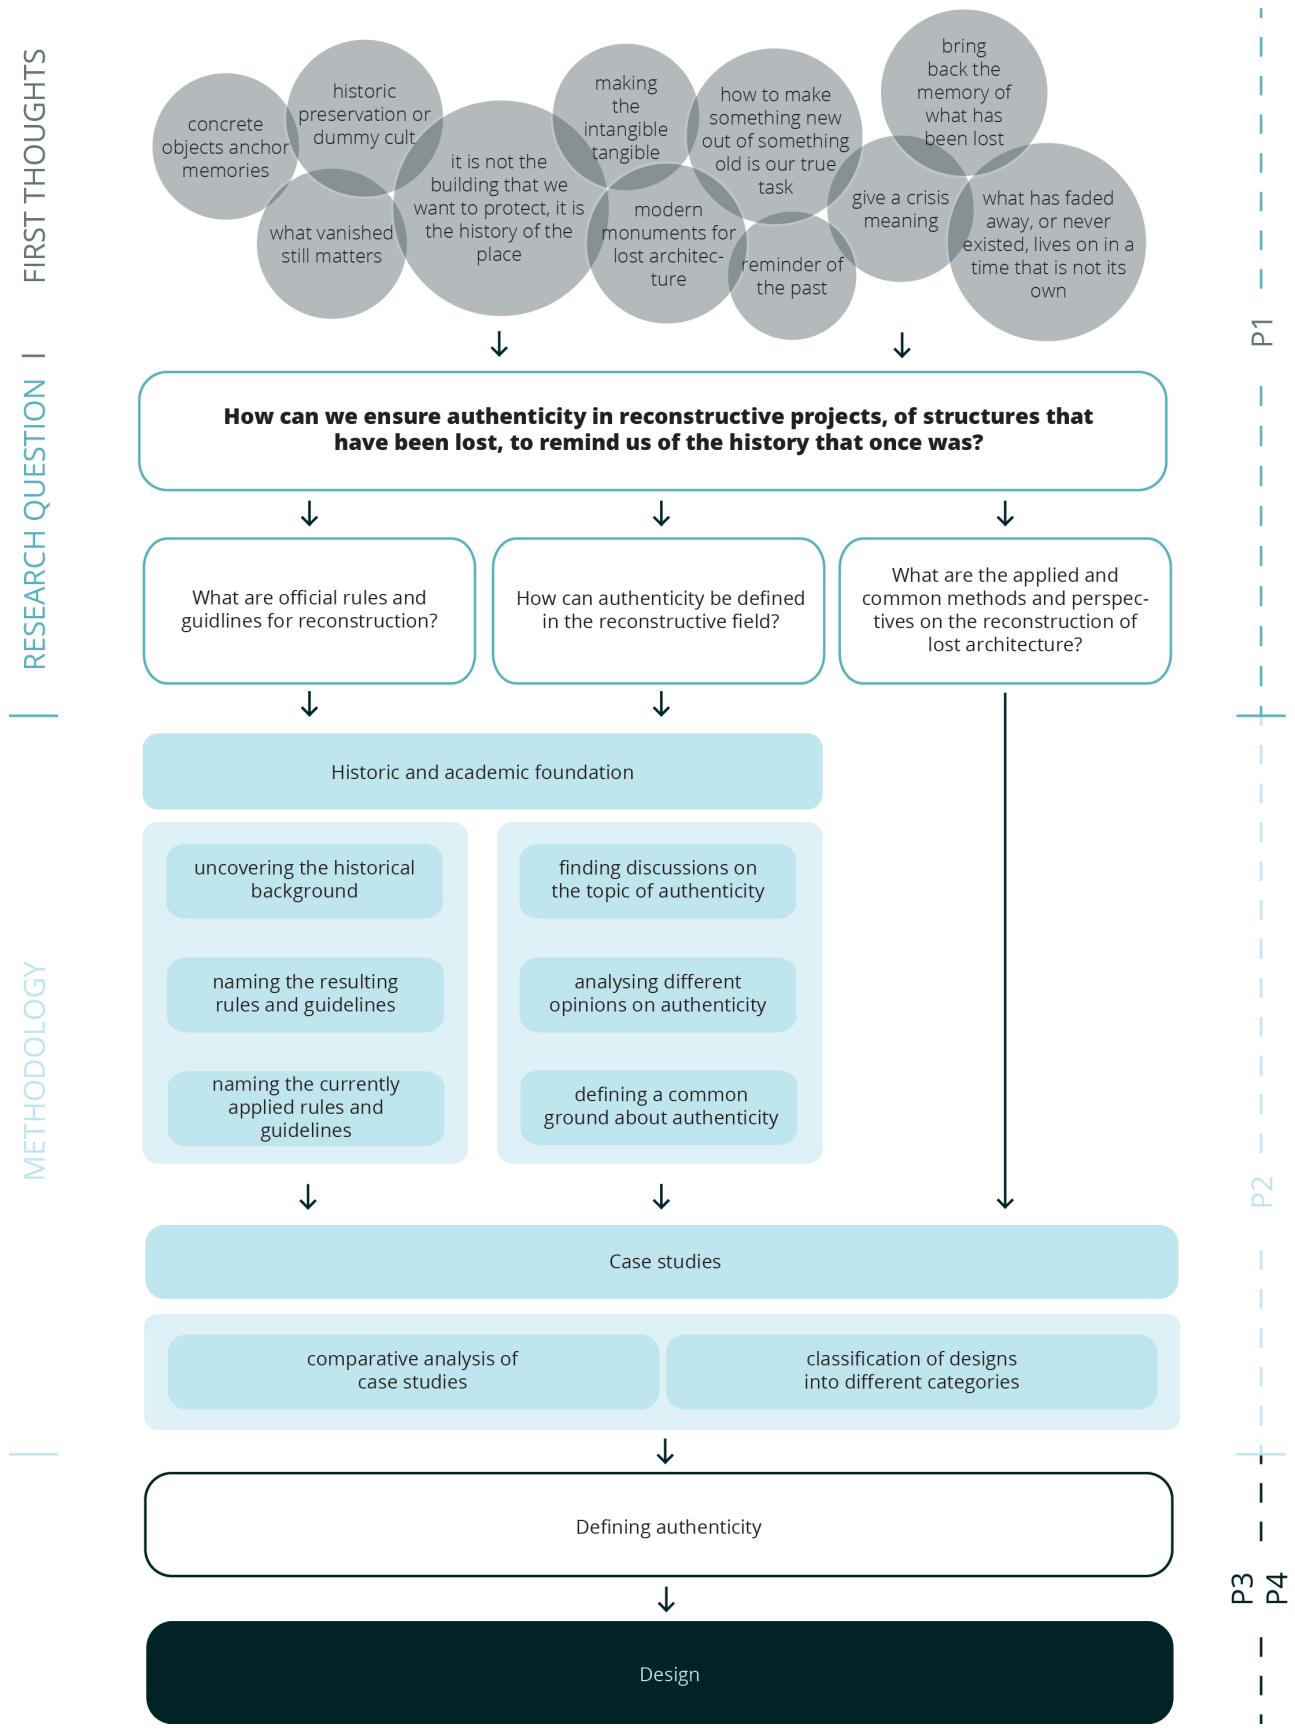 FIRST THOUGHTS
concrete
objects anchor
memories
historic
preservation or
dummy cult
what vanished
still matters
it is not the
building that we
want to protect, it is
the history of the
place
making
the
intangible
tangible
modern
monuments for
lost architec-
ture
how to make
something new
out of something
old is our true
task
reminder of
the past
give a crisis
meaning
bring
back the
memory of
what has
been lost
what has faded
away, or never
existed, lives on in a
time that is not its
own
P1
RESEARCH QUESTION |
How can we ensure authenticity in reconstructive projects, of structures that
have been lost, to remind us of the history that once was?
What are official rules and
guidlines for reconstruction?
How can authenticity be defined
in the reconstructive field?
What are the applied and
common methods and perspec-
tives on the reconstruction of
lost architecture?
METHODOLOGY
Historic and academic foundation
uncovering the historical
background
naming the resulting
rules and guidelines
naming the currently
applied rules and
guidelines
finding discussions on
the topic of authenticity
analysing different
opinions on authenticity
defining a common
ground about authenticity
P2
Case studies
comparative analysis of
case studies
classification of designs
into different categories
Defining authenticity
P3
P4
Design